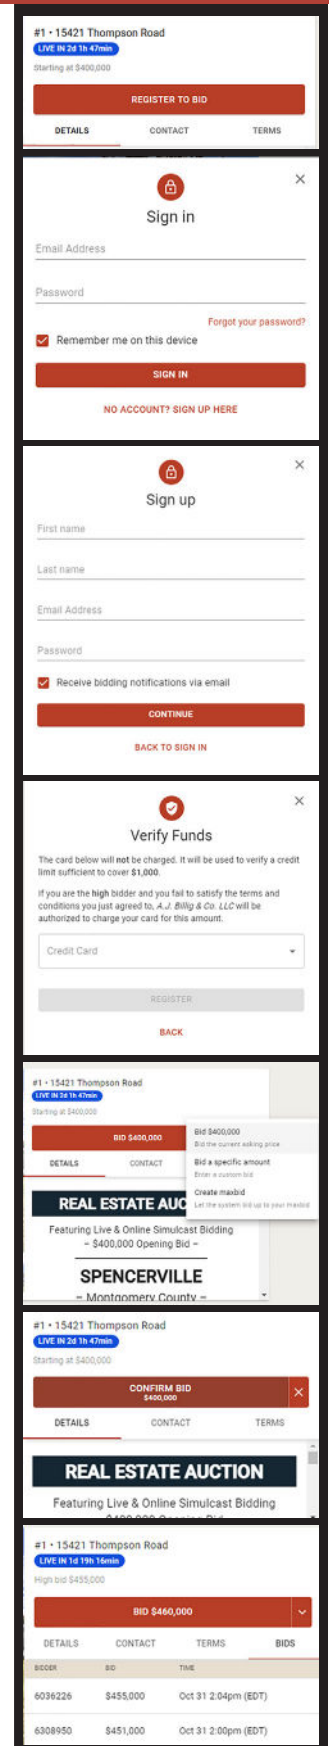 #1 • 15421 Thompson Road
LIVE IN 2d 1h 47min
Starting at $400,000
REGISTER TO BID
DETAILS CONTACT TERMS
Sign in
Email Address
Password
Forgot your password?
Remember me on this device
SIGN IN
NO ACCOUNT? SIGN UP HERE
Sign up
First name
Last name
Email Address
Password
Receive bidding notifications via email
CONTINUE
BACK TO SIGN IN
Verify Funds
The card below will not be charged. It will be used to verify a credit
limit sufficient to cover $1,000.
If you are the high bidder and you fail to satisfy the terms and
conditions you just agreed to, A.J. Billig & Co. LLC will be
authorized to charge your card for this amount.
Credit Card
REGISTER
BACK
#1 • 15421 Thompson Road
LIVE IN 2d 1h 47min
Starting at $400,000
BID $400,000
DETAILS CONTACT
Bid $400,000
Bid the current asking price
Bid a specific amount
Enter a custom bid
Create maxbid
Let the system bid up to your maxbid
REAL ESTATE AUC
Featuring Live & Online Simulcast Bidding
– $400,000 Opening Bid –
SPENCERVILLE
– Montgomery County –
#1 • 15421 Thompson Road
LIVE IN 2d 1h 47min
Starting at $400,000
CONFIRM BID
$400,000
DETAILS CONTACT TERMS
REAL ESTATE AUCTION
Featuring Live & Online Simulcast Bidding
$400,000 Opening Bid
#1 • 15421 Thompson Road
LIVE IN 1d 19h 16min
High bid $455,000
BID $460,000
DETAILS CONTACT TERMS BIDS
BIDDER BID TIME
6036226 $455,000 Oct 31 2:04pm (EDT)
6308950 $451,000 Oct 31 2:00pm (EDT)